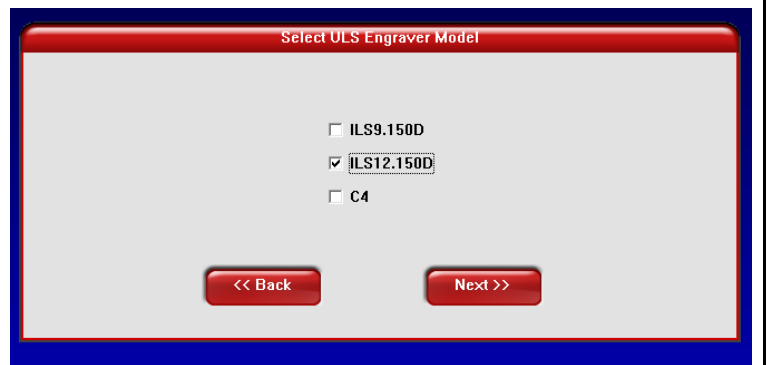 Select ULS Engraver Model
ILS9.150D
ILS12.150D
C4
<< Back
Next >>